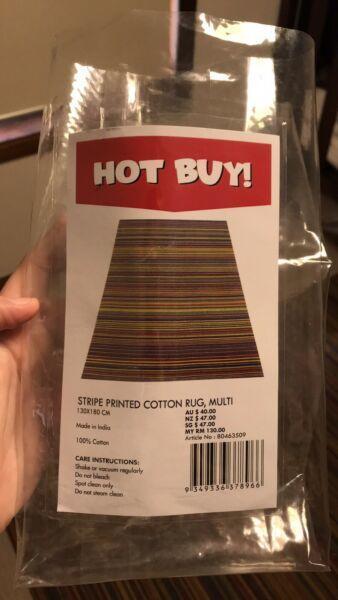 HOT BUY!
STRIPE PRINTED COTTON RUG, MULTI
130X180 CM
AU $ 40.00
NZ $ 47.00
Made in India
SG $ 47.00
MY RM 130.00
100% Cotton
Article No : 80463509
CARE INSTRUCTIONS:
Shake or vacuum regularly
Do not bleach
Spot clean only
Do not steam clean
9 349336 378966